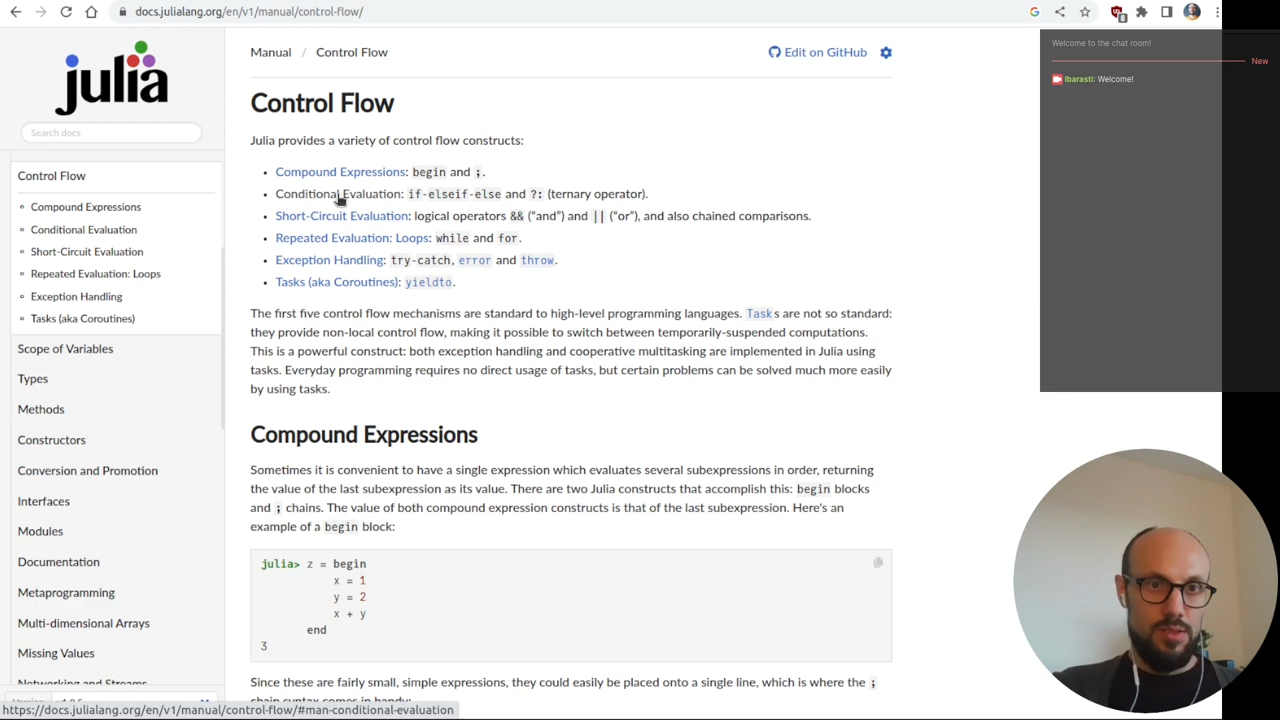 docs.julialang.org/en/v1/manual/control-flow/
8
julia
Search docs
Control Flow
Compound Expressions
Conditional Evaluation
Short-Circuit Evaluation
Repeated Evaluation: Loops
Exception Handling
Tasks (aka Coroutines)
Scope of Variables
Types
Methods
Constructors
Conversion and Promotion
Interfaces
Modules
Documentation
Metaprogramming
Multi-dimensional Arrays
Missing Values
Networking and Streams
Manual / Control Flow
Edit on GitHub
Control Flow
Julia provides a variety of control flow constructs:
• Compound Expressions: begin and ;.
• Conditional Evaluation: if-elseif-else and ?: (ternary operator).
• Short-Circuit Evaluation: logical operators && (“and”) and || (“or”), and also chained comparisons.
• Repeated Evaluation: Loops: while and for.
• Exception Handling: try-catch, error and throw.
• Tasks (aka Coroutines): yieldto.
The first five control flow mechanisms are standard to high-level programming languages. Tasks are not so standard:
they provide non-local control flow, making it possible to switch between temporarily-suspended computations.
This is a powerful construct: both exception handling and cooperative multitasking are implemented in Julia using
tasks. Everyday programming requires no direct usage of tasks, but certain problems can be solved much more easily
by using tasks.
Compound Expressions
Sometimes it is convenient to have a single expression which evaluates several subexpressions in order, returning
the value of the last subexpression as its value. There are two Julia constructs that accomplish this: begin blocks
and ; chains. The value of both compound expression constructs is that of the last subexpression. Here's an
example of a begin block:
julia> z = begin
x = 1
y = 2
x + y
end
3
Since these are fairly small, simple expressions, they could easily be placed onto a single line, which is where the ;
chain syntax comes in handy:
https://docs.julialang.org/en/v1/manual/control-flow/#man-conditional-evaluation
Welcome to the chat room!
New
lbarasti: Welcome!